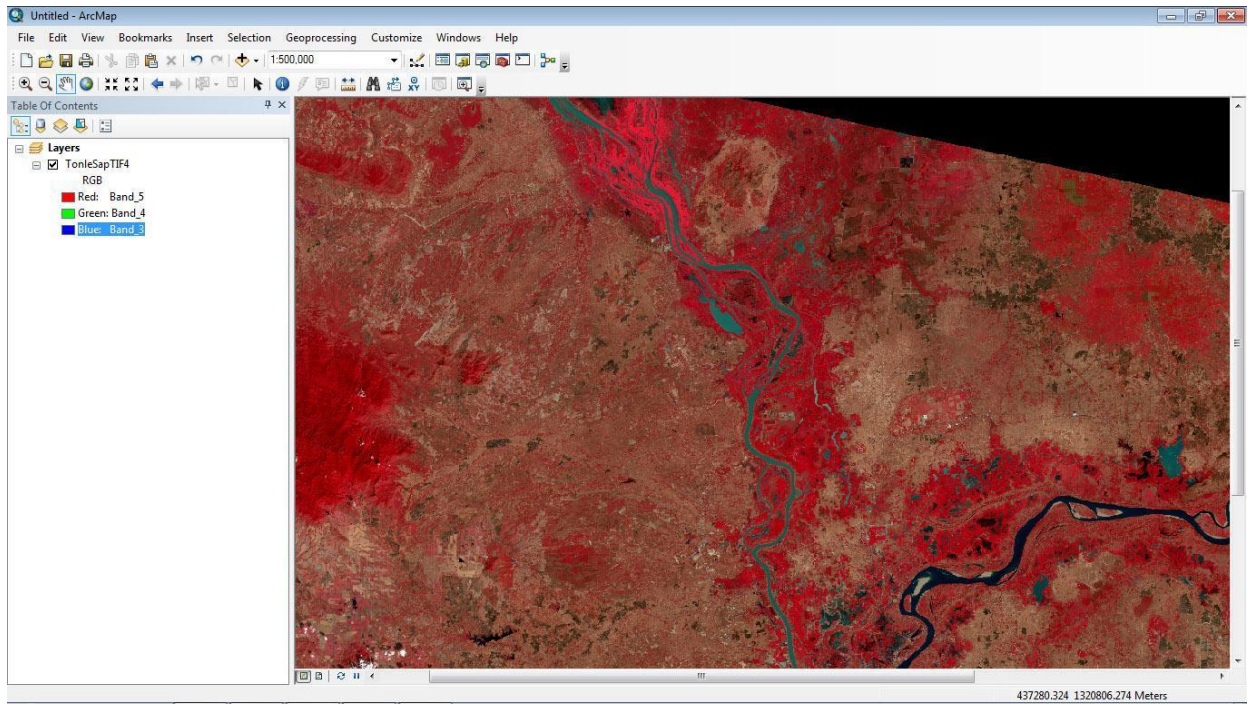 Untitled - ArcMap
File Edit View Bookmarks Insert Selection Geoprocessing Customize Windows Help
1:500,000
Table Of Contents
Layers
TonleSapTIF4
RGB
Red: Band_5
Green: Band_4
Blue: Band_3
437280.324 1320806.274 Meters